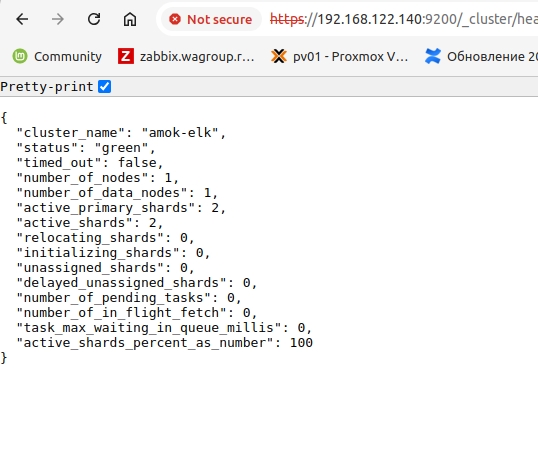 Not secure https://192.168.122.140:9200/_cluster/hea
Community zabbix.wagroup.r... pv01 - Proxmox V... Обновление 20
Pretty-print
{
  "cluster_name": "amok-elk",
  "status": "green",
  "timed_out": false,
  "number_of_nodes": 1,
  "number_of_data_nodes": 1,
  "active_primary_shards": 2,
  "active_shards": 2,
  "relocating_shards": 0,
  "initializing_shards": 0,
  "unassigned_shards": 0,
  "delayed_unassigned_shards": 0,
  "number_of_pending_tasks": 0,
  "number_of_in_flight_fetch": 0,
  "task_max_waiting_in_queue_millis": 0,
  "active_shards_percent_as_number": 100
}